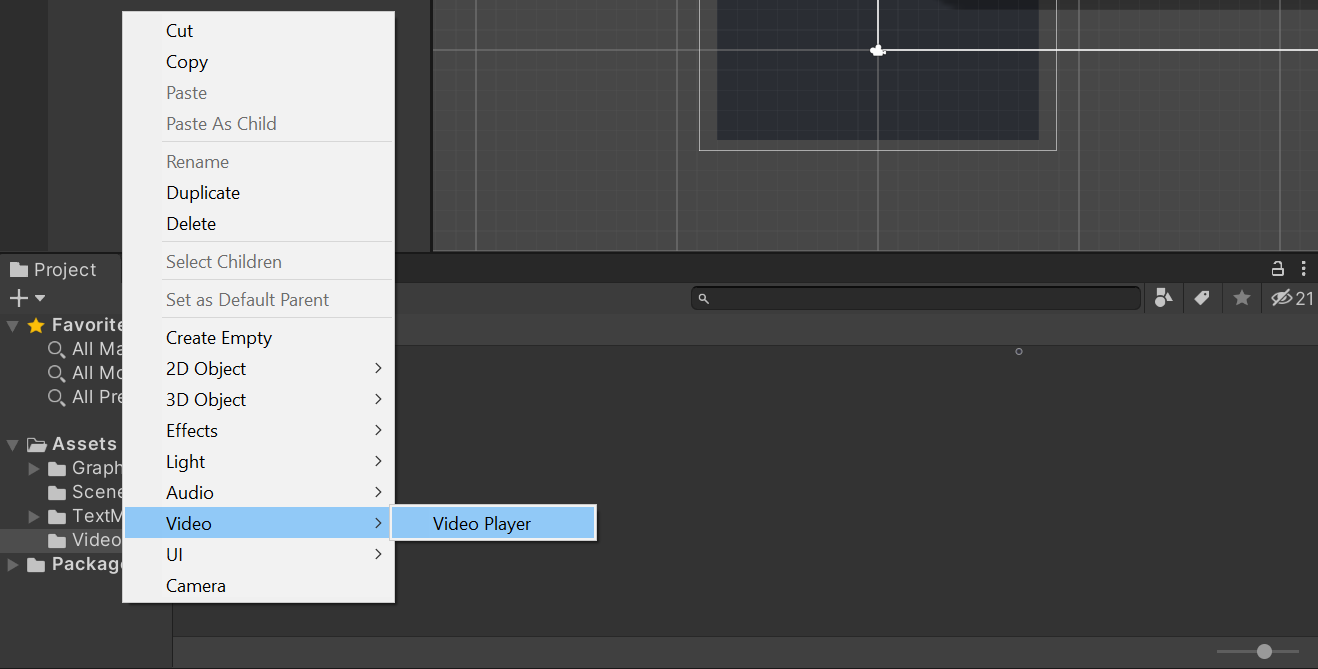 Cut
Copy
Paste
Paste As Child
Rename
Duplicate
Delete
Select Children
Set as Default Parent
Create Empty
2D Object
3D Object
Effects
Light
Audio
Video
Video Player
UI
Camera
Project
21
Favorite
All Ma
All Mo
All Pre
Assets
Graph
Scene
TextM
Video
Packag